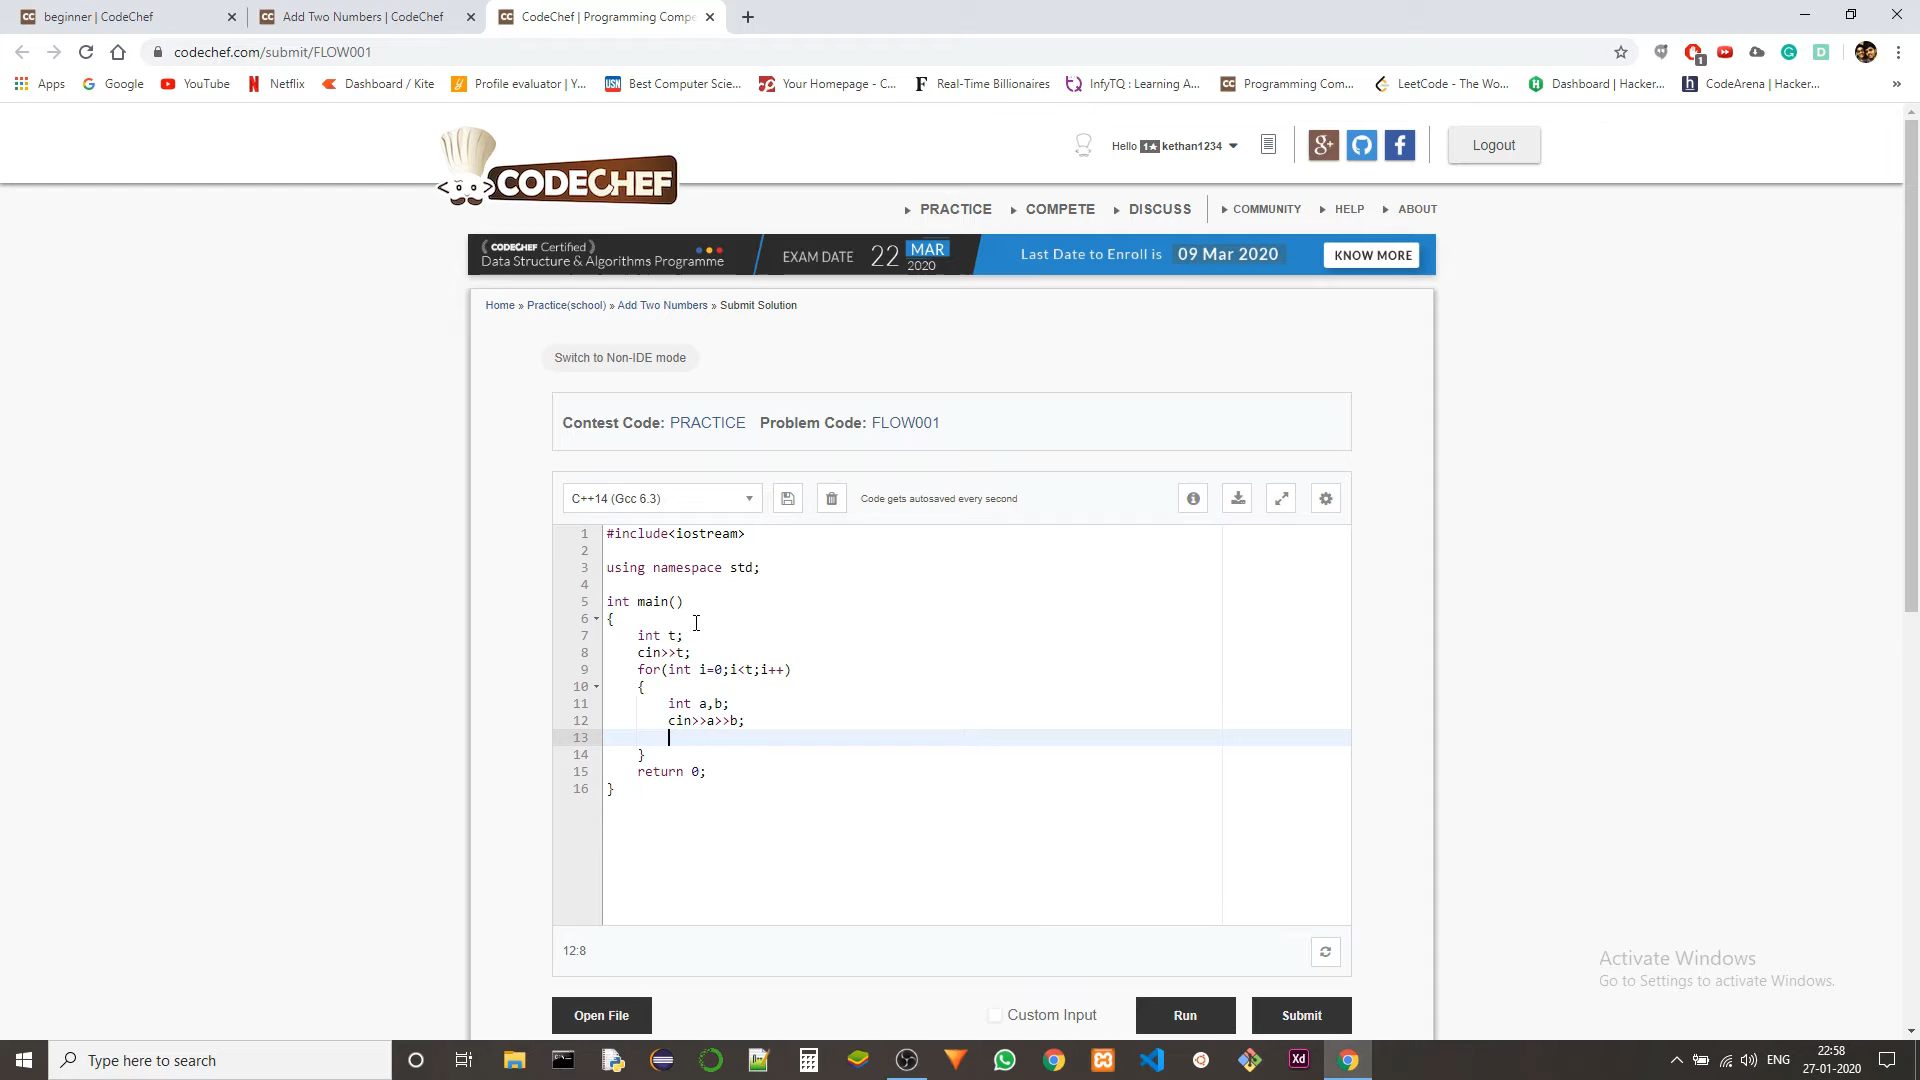 beginner | CodeChef
Add Two Numbers | CodeChef
CodeChef | Programming Compe
codechef.com/submit/FLOW001
1
Apps
Google
YouTube
Netflix
Dashboard / Kite
Profile evaluator | Y...
Best Computer Scie...
Your Homepage - C...
Real-Time Billionaires
InfyTQ : Learning A...
Programming Com...
LeetCode - The Wo...
Dashboard | Hacker...
CodeArena | Hacker...
CODECHEF
Hello 1★ kethan1234
Logout
PRACTICE
COMPETE
DISCUSS
COMMUNITY
HELP
ABOUT
CODECHEF Certified
Data Structure & Algorithms Programme
EXAM DATE 22 MAR 2020
Last Date to Enroll is 09 Mar 2020
KNOW MORE
Home » Practice(school) » Add Two Numbers » Submit Solution
Switch to Non-IDE mode
Contest Code: PRACTICE Problem Code: FLOW001
C++14 (Gcc 6.3)
Code gets autosaved every second
1 #include<iostream>
2
3 using namespace std;
4
5 int main()
6 {
7 int t;
8 cin>>t;
9 for(int i=0;i<t;i++)
10 {
11 int a,b;
12 cin>>a>>b;
13
14 }
15 return 0;
16 }
12:8
Activate Windows
Go to Settings to activate Windows.
Open File
Custom Input
Run
Submit
Type here to search
Xd
ENG
22:58
27-01-2020